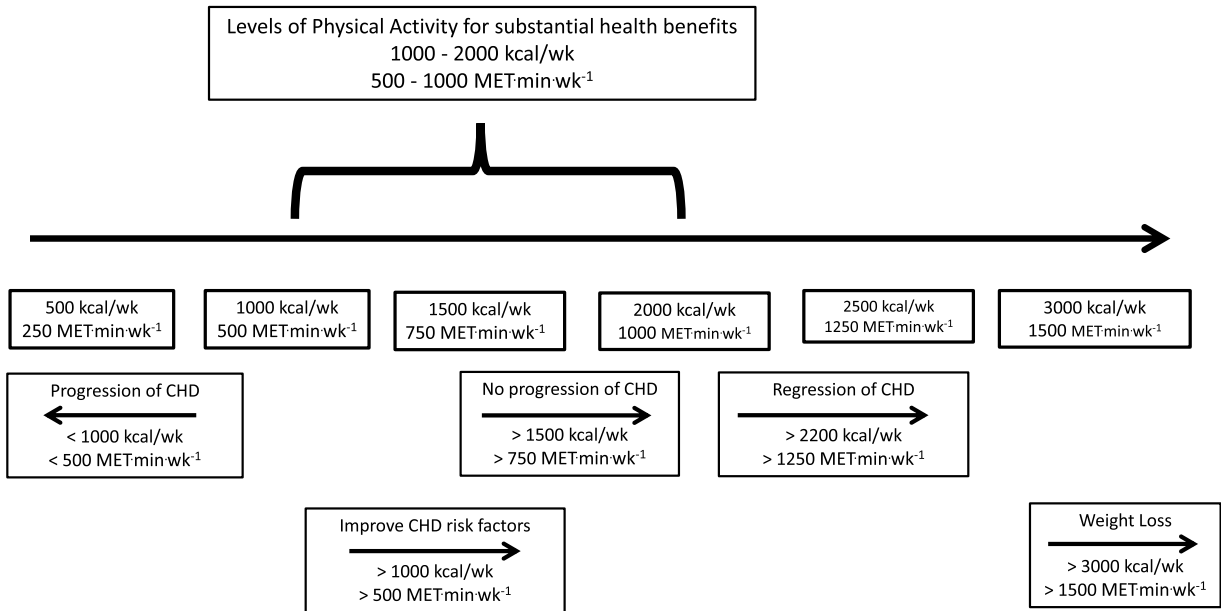 Levels of Physical Activity for substantial health benefits
1000 - 2000 kcal/wk
500 - 1000 MET·min·wk⁻¹
500 kcal/wk
250 MET·min·wk⁻¹
1000 kcal/wk
500 MET·min·wk⁻¹
1500 kcal/wk
750 MET·min·wk⁻¹
2000 kcal/wk
1000 MET·min·wk⁻¹
2500 kcal/wk
1250 MET·min·wk⁻¹
3000 kcal/wk
1500 MET·min·wk⁻¹
Progression of CHD
< 1000 kcal/wk
< 500 MET·min·wk⁻¹
No progression of CHD
> 1500 kcal/wk
> 750 MET·min·wk⁻¹
Regression of CHD
> 2200 kcal/wk
> 1250 MET·min·wk⁻¹
Improve CHD risk factors
> 1000 kcal/wk
> 500 MET·min·wk⁻¹
Weight Loss
> 3000 kcal/wk
> 1500 MET·min·wk⁻¹